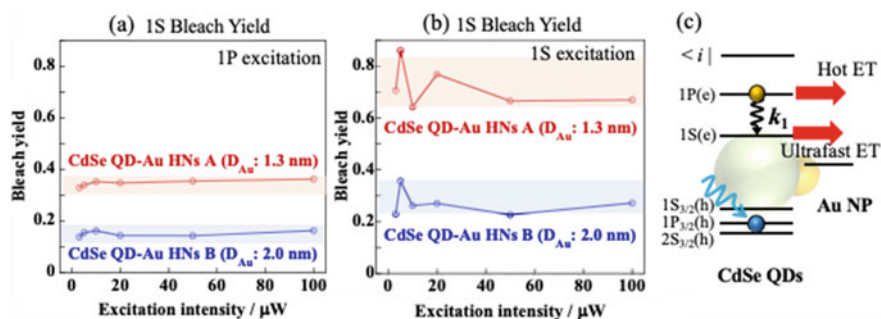 (a) 1S Bleach Yield
1P excitation
Bleach yield
0.8
0.6
0.4
0.2
0
CdSe QD-Au HNs A (D_Au: 1.3 nm)
CdSe QD-Au HNs B (D_Au: 2.0 nm)
0 20 40 60 80 100
Excitation intensity / μW
(b) 1S Bleach Yield
1S excitation
Bleach yield
0.8
0.6
0.4
0.2
0
CdSe QD-Au HNs A (D_Au: 1.3 nm)
CdSe QD-Au HNs B (D_Au: 2.0 nm)
0 20 40 60 80 100
Excitation intensity / μW
(c)
< i |
Hot ET
1P(e)
k₁
1S(e)
Ultrafast ET
Au NP
1S3/2(h)
1P3/2(h)
2S3/2(h)
CdSe QDs